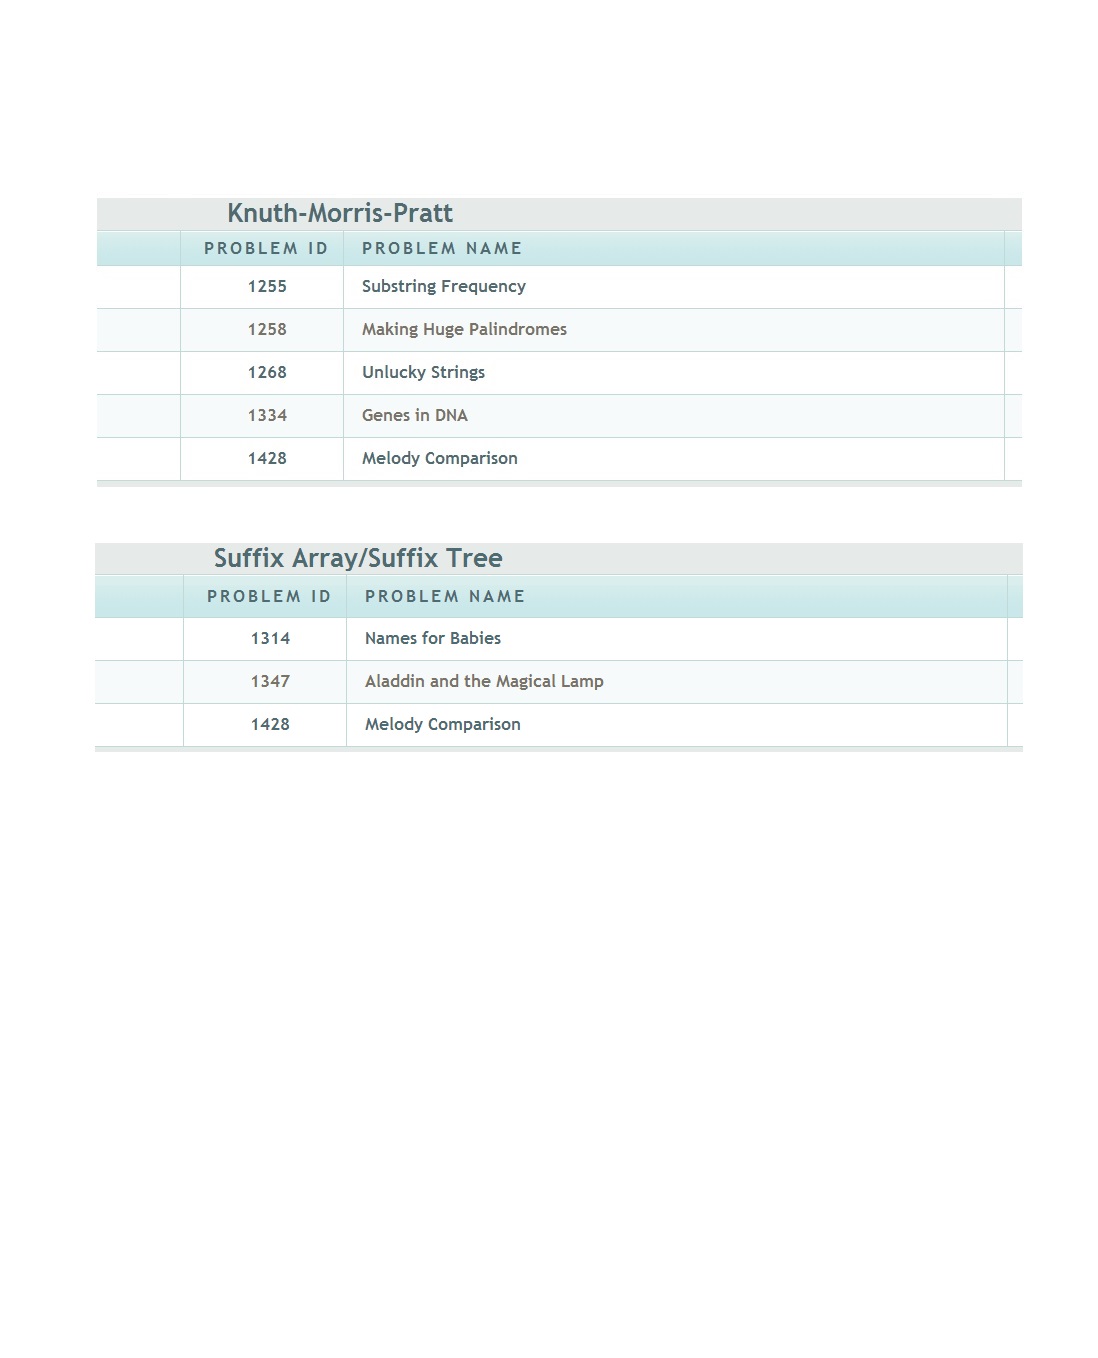 Knuth-Morris-Pratt
PROBLEM ID PROBLEM NAME
1255 Substring Frequency
1258 Making Huge Palindromes
1268 Unlucky Strings
1334 Genes in DNA
1428 Melody Comparison
Suffix Array/Suffix Tree
PROBLEM ID PROBLEM NAME
1314 Names for Babies
1347 Aladdin and the Magical Lamp
1428 Melody Comparison